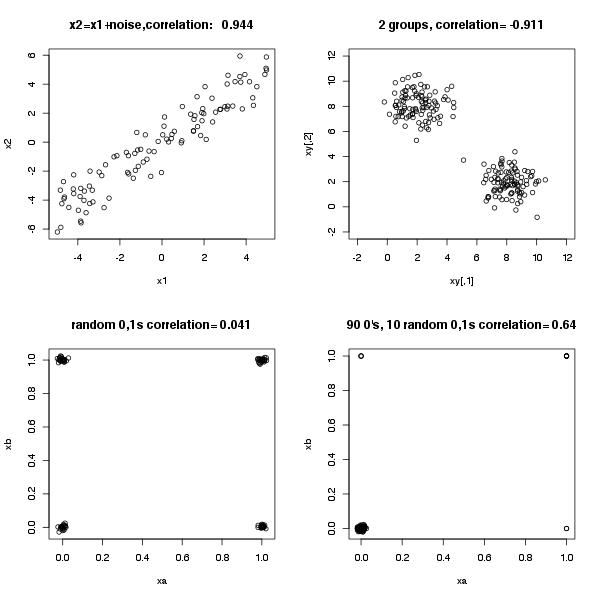 x2=x1+noise,correlation: 0.944
6
4
2
0
-2
-4
-6
x2
-4 -2 0 2 4
x1
2 groups, correlation= -0.911
12
10
8
6
4
2
0
-2
xy[,2]
-2 0 2 4 6 8 10 12
xy[,1]
random 0,1s correlation= 0.041
1.0
0.8
0.6
0.4
0.2
0.0
xb
0.0 0.2 0.4 0.6 0.8 1.0
xa
90 0's, 10 random 0,1s correlation= 0.64
1.0
0.8
0.6
0.4
0.2
0.0
xb
0.0 0.2 0.4 0.6 0.8 1.0
xa